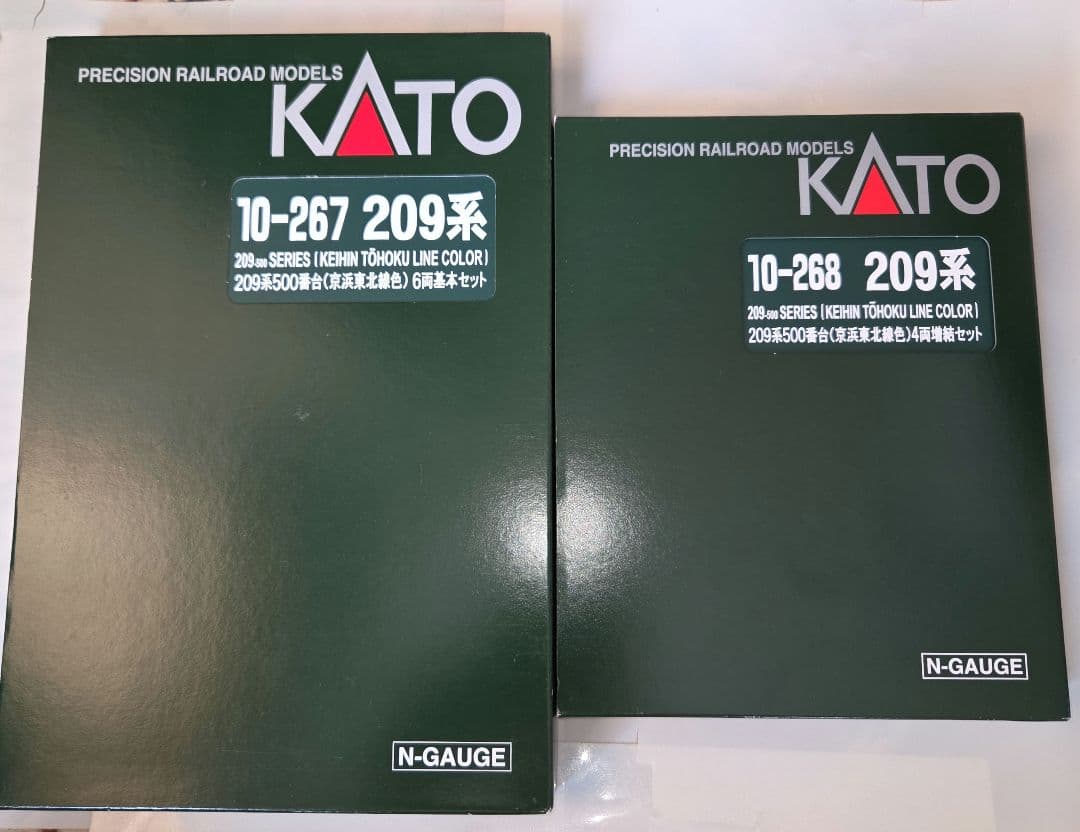 PRECISION RAILROAD MODELS
KATO
10-267 209系
209-500 SERIES [KEIHIN TŌHOKU LINE COLOR]
209系500番台(京浜東北線色) 6両基本セット
N-GAUGE
PRECISION RAILROAD MODELS
KATO
10-268 209系
209-500 SERIES [KEIHIN TŌHOKU LINE COLOR]
209系500番台(京浜東北線色)4両増結セット
N-GAUGE